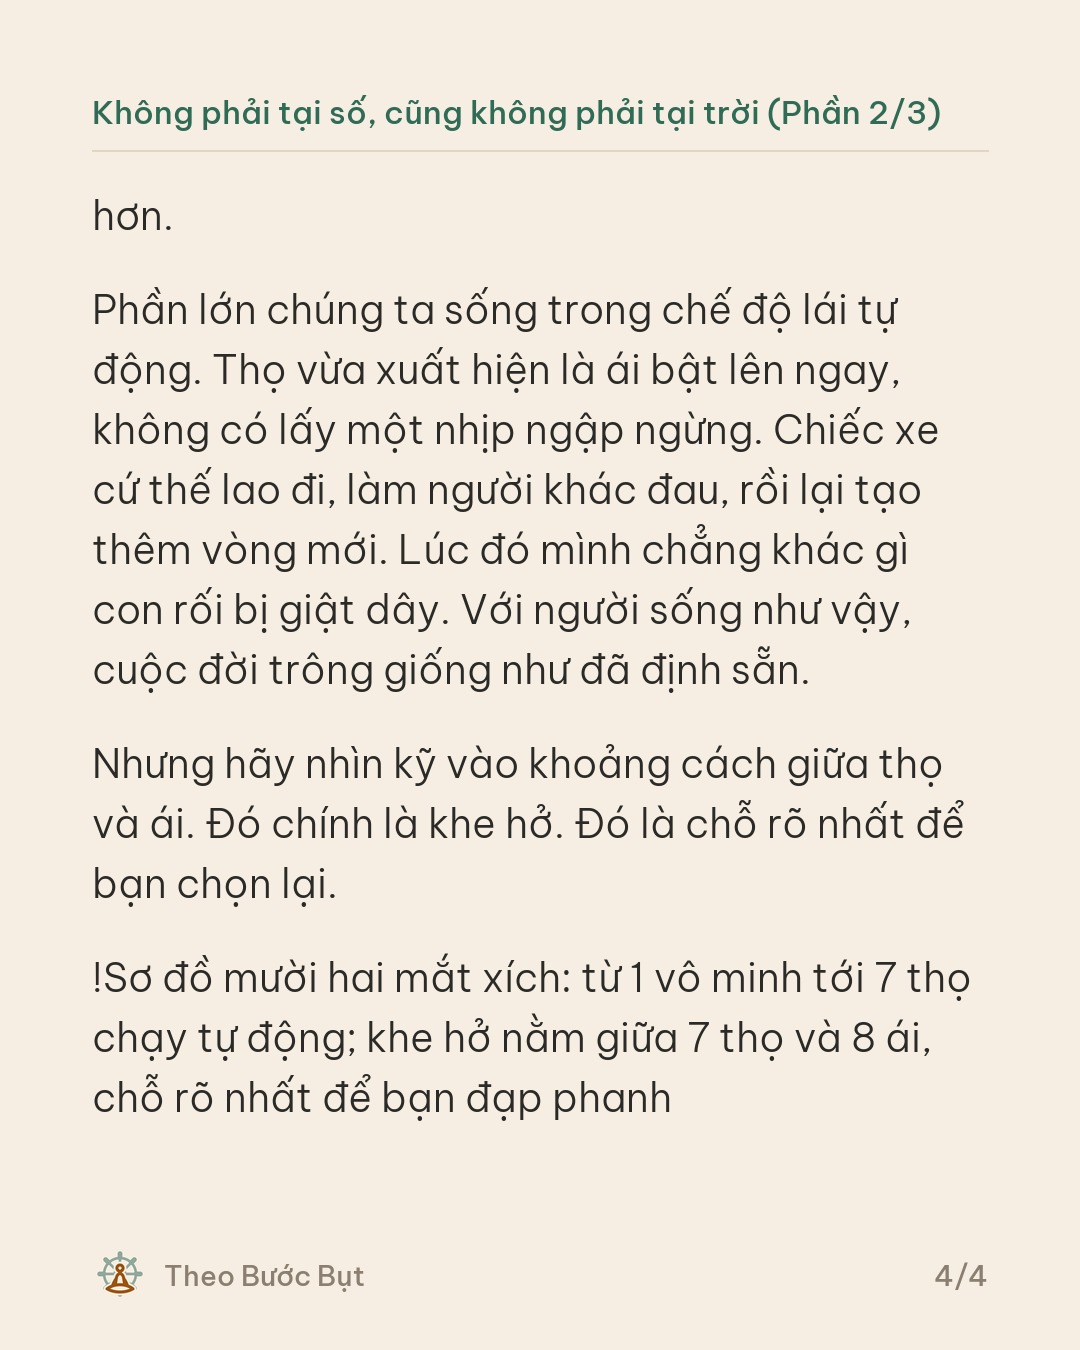 Không phải tại số, cũng không phải tại trời (Phần 2/3)
hơn.
Phần lớn chúng ta sống trong chế độ lái tự
động. Thọ vừa xuất hiện là ái bật lên ngay,
không có lấy một nhịp ngập ngừng. Chiếc xe
cứ thế lao đi, làm người khác đau, rồi lại tạo
thêm vòng mới. Lúc đó mình chẳng khác gì
con rối bị giật dây. Với người sống như vậy,
cuộc đời trông giống như đã định sẵn.
Nhưng hãy nhìn kỹ vào khoảng cách giữa thọ
và ái. Đó chính là khe hở. Đó là chỗ rõ nhất để
bạn chọn lại.
!Sơ đồ mười hai mắt xích: từ 1 vô minh tới 7 thọ
chạy tự động; khe hở nằm giữa 7 thọ và 8 ái,
chỗ rõ nhất để bạn đạp phanh
Theo Bước Bụt
4/4